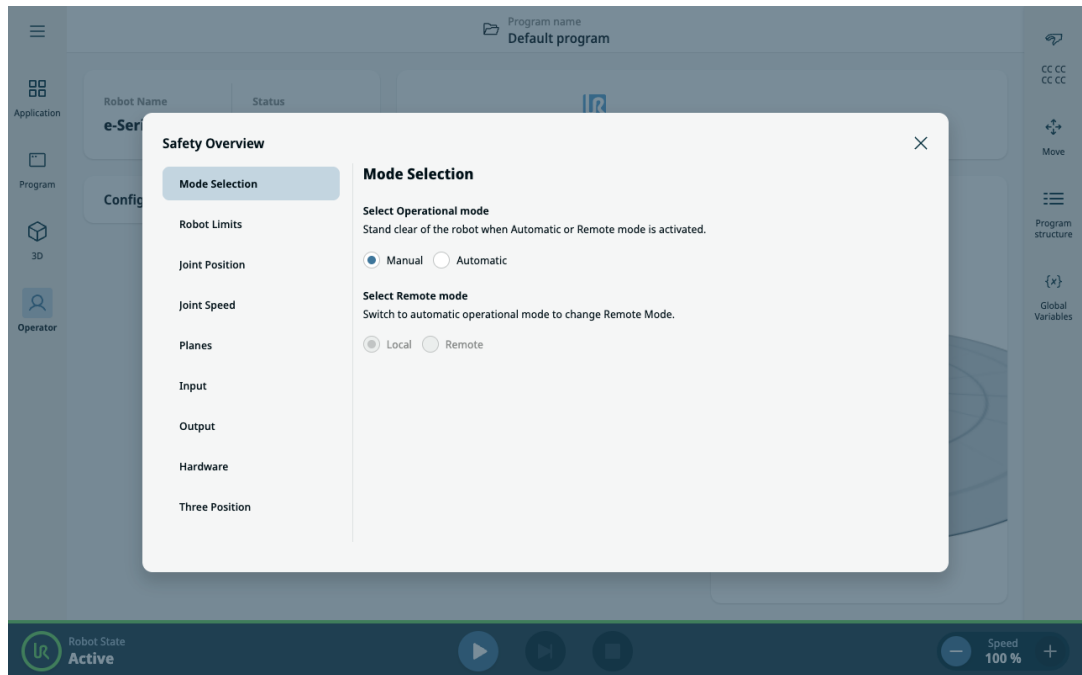 Program name
Default program
Application
Program
3D
Operator
Robot Name
Status
e-Seri
Config
Safety Overview
Mode Selection
Robot Limits
Joint Position
Joint Speed
Planes
Input
Output
Hardware
Three Position
Mode Selection
Select Operational mode
Stand clear of the robot when Automatic or Remote mode is activated.
Manual Automatic
Select Remote mode
Switch to automatic operational mode to change Remote Mode.
Local Remote
CC CC
CC CC
Move
Program
structure
{x}
Global
Variables
UR
Robot State
Active
Speed
100 %